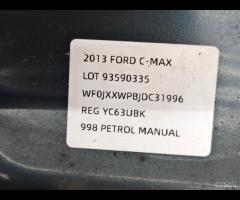 2013 FORD C-MAX
LOT 93590335
WF0JXXWPBJDC31996
REG YC63UBK
998 PETROL MANUAL